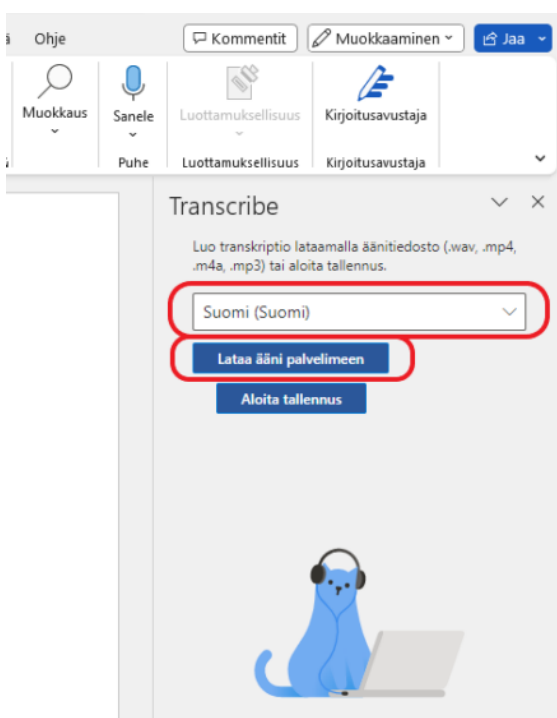 Ohje
Kommentit
Muokkaaminen
Jaa
Muokkaus
Sanele
Luottamuksellisuus
Kirjoitusavustaja
Puhe
Luottamuksellisuus
Kirjoitusavustaja
Transcribe
Luo transkriptio lataamalla äänitiedosto (.wav, .mp4,
.m4a, .mp3) tai aloita tallennus.
Suomi (Suomi)
Lataa ääni palvelimeen
Aloita tallennus